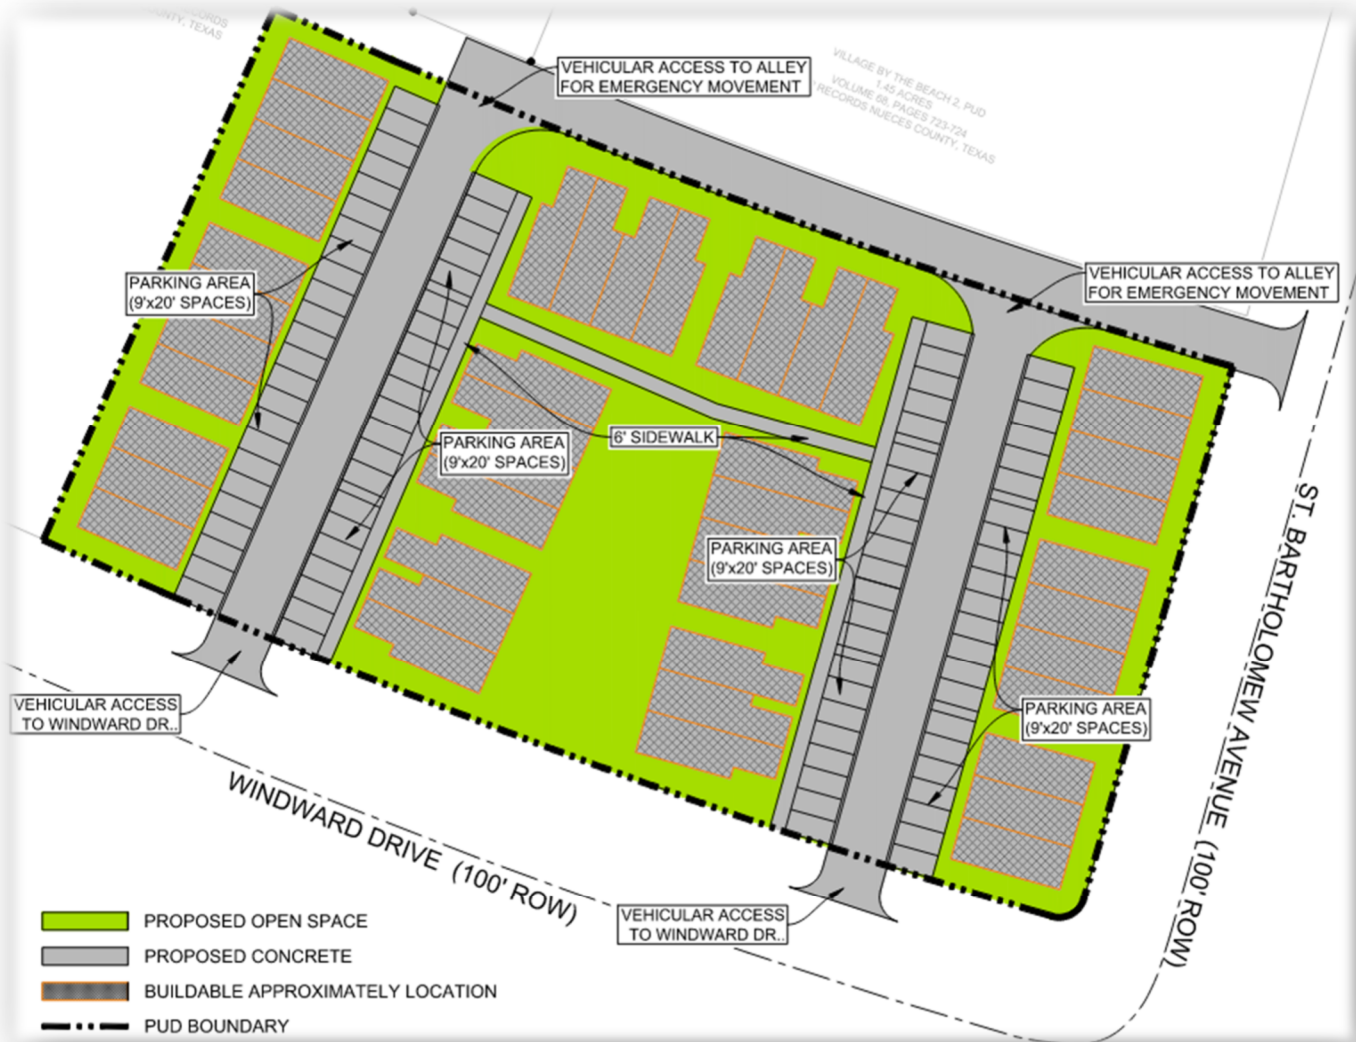 CORDS
COUNTY, TEXAS
VEHICULAR ACCESS TO ALLEY
FOR EMERGENCY MOVEMENT
VILLAGE BY THE BEACH 2, PUD
1.45 ACRES
VOLUME 68, PAGES 723-724
RECORDS NUECES COUNTY, TEXAS
PARKING AREA
(9'x20' SPACES)
VEHICULAR ACCESS TO ALLEY
FOR EMERGENCY MOVEMENT
6' SIDEWALK
PARKING AREA
(9'x20' SPACES)
PARKING AREA
(9'x20' SPACES)
PARKING AREA
(9'x20' SPACES)
VEHICULAR ACCESS
TO WINDWARD DR..
ST. BARTHOLOMEW AVENUE (100' ROW)
WINDWARD DRIVE (100' ROW)
VEHICULAR ACCESS
TO WINDWARD DR..
PROPOSED OPEN SPACE
PROPOSED CONCRETE
BUILDABLE APPROXIMATELY LOCATION
PUD BOUNDARY